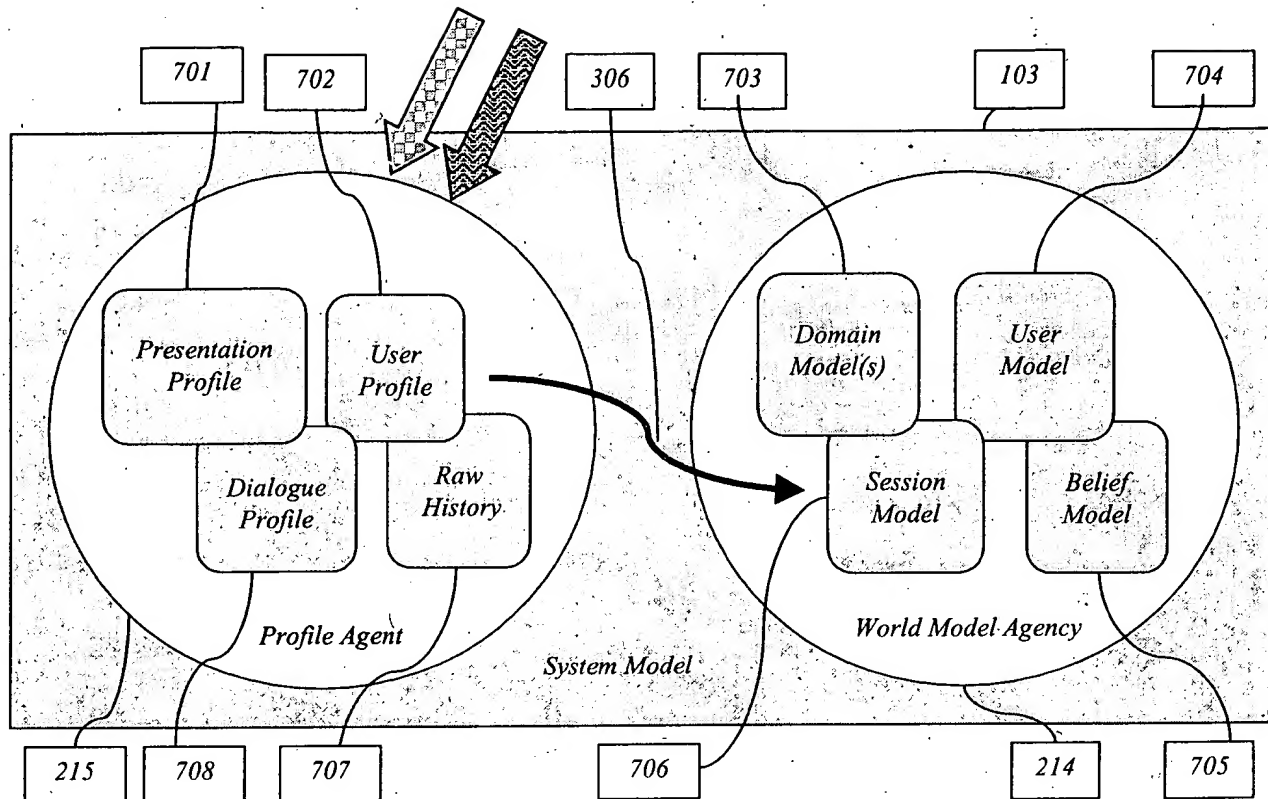 701
702
306
703
103
704
Presentation
Profile
User
Profile
Domain
Model(s)
User
Model
Dialogue
Profile
Raw
History
Session
Model
Belief
Model
Profile Agent
World Model Agency
System Model
215
708
707
706
214
705